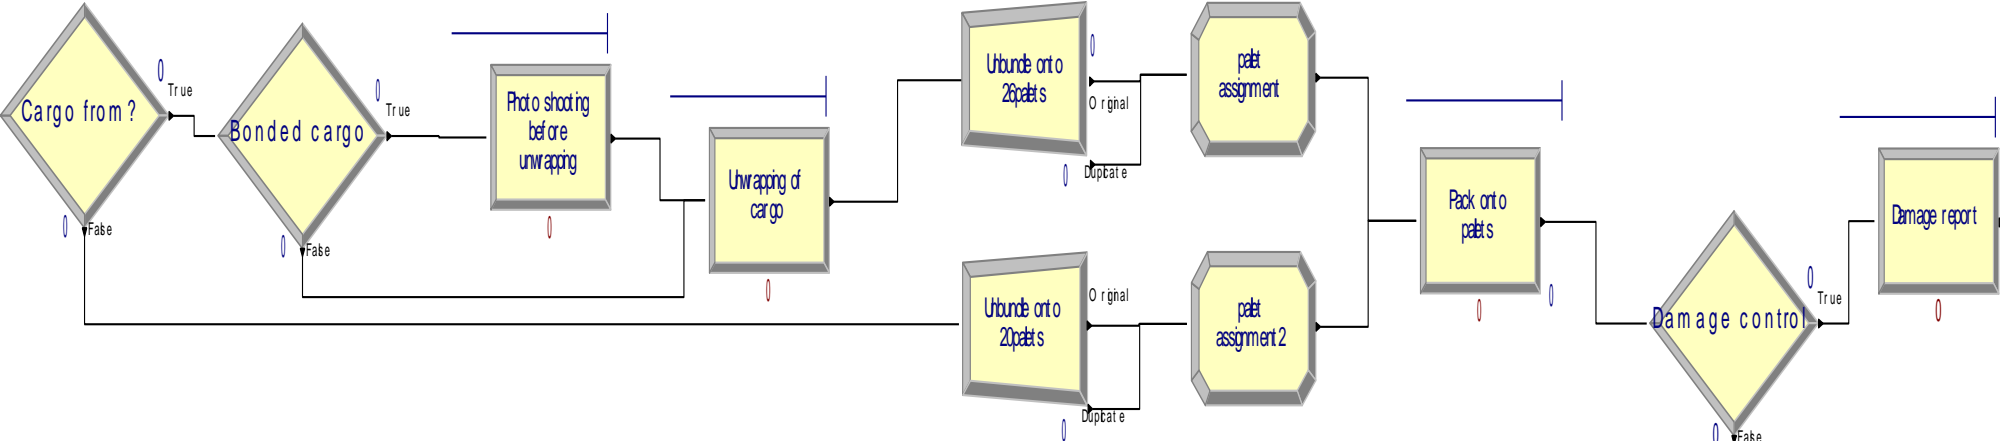 Cargo from?
0
True
0
False
Bonded cargo
0
True
0
False
Photo shooting
before
unwrapping
0
Unwrapping of
cargo
0
Unbundle onto
26palets
0
Original
0
Duplicate
palet
assignment
Unbundle onto
20palets
Original
Duplicate
0
palet
assignment 2
Pack onto
palets
0
0
Damage control
0
True
0
False
Damage report
0